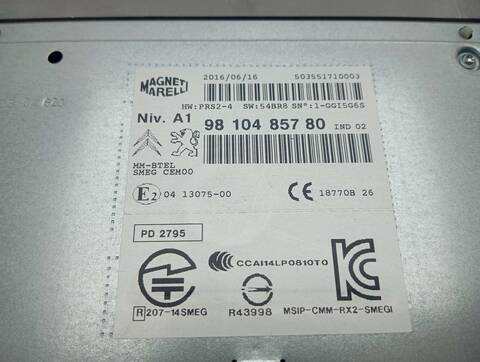 MAGNETI
MARELLI
2016/06/16 503551710003
HW:PRS2-4 SW:54BR8 SN°:1-GG15G6S
Niv. A1
98 104 857 80 IND 02
MM-BTEL
SMEG CEM00
E2 04 13075-00
CE 18770B 26
PD 2795
CCAI14LP0810T0
R 207-14SMEG
R43998
MSIP-CMM-RX2-SMEGI